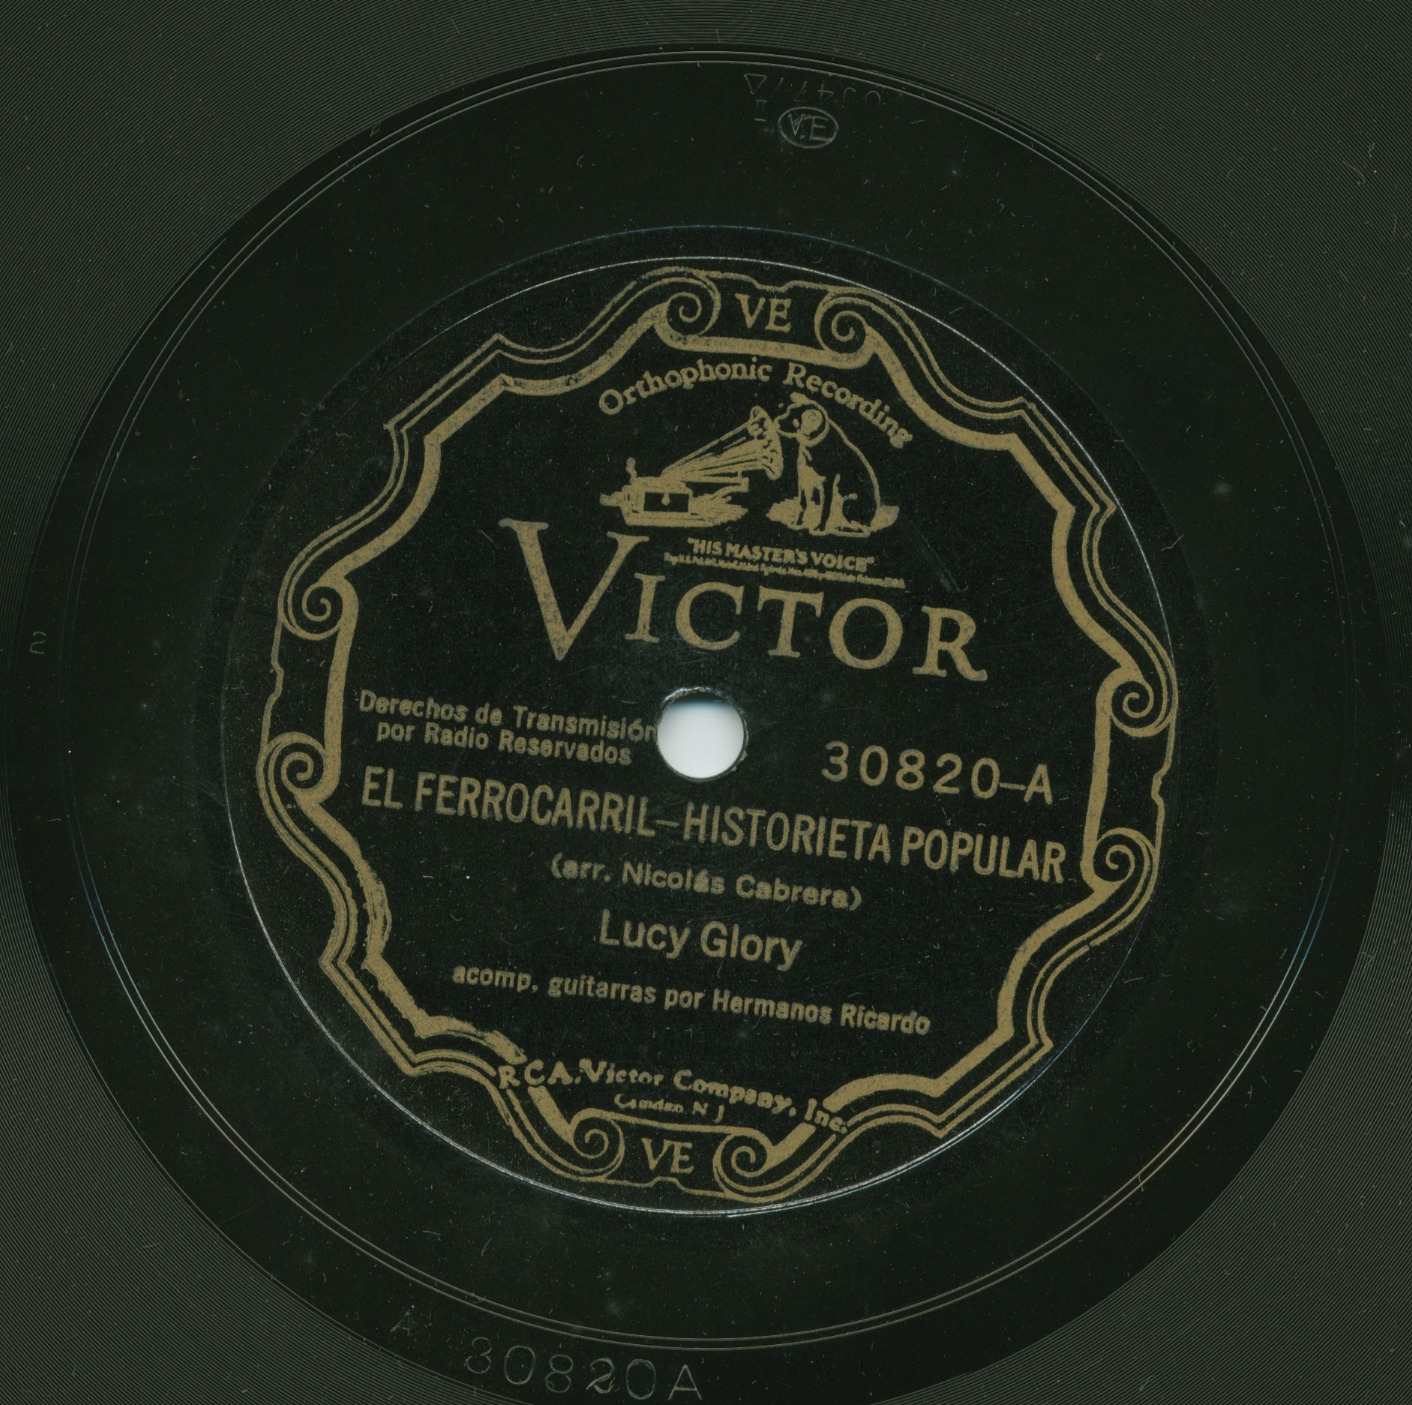 VE
VE
Orthophonic Recording
"HIS MASTER'S VOICE"
VICTOR
Derechos de Transmisión
por Radio Reservados
30820-A
EL FERROCARRIL-HISTORIETA POPULAR
(arr. Nicolás Cabrera)
Lucy Glory
acomp. guitarras por Hermanos Ricardo
RCA Victor Company, Inc.
Camden N J
VE
A
30820A